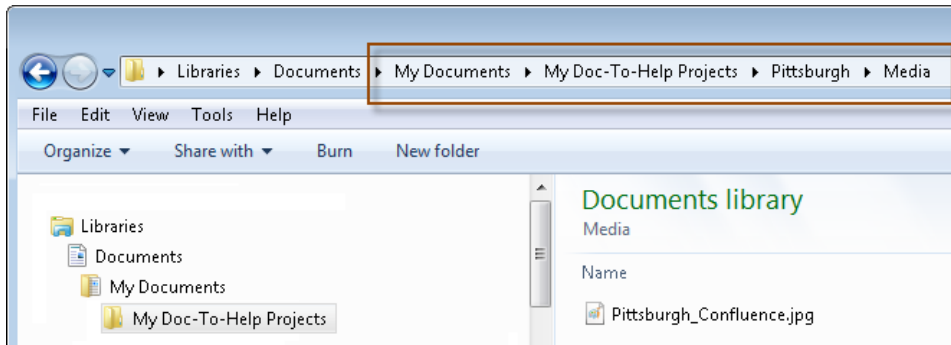 Libraries Documents My Documents My Doc-To-Help Projects Pittsburgh Media
File Edit View Tools Help
Organize Share with Burn New folder
Libraries
Documents
My Documents
My Doc-To-Help Projects
Documents library
Media
Name
Pittsburgh_Confluence.jpg